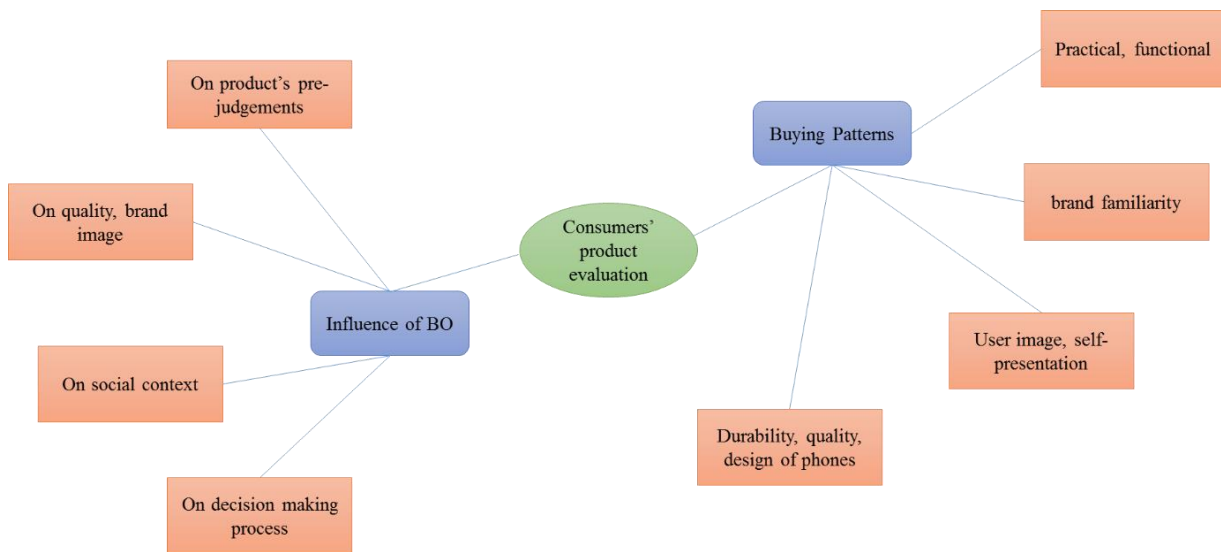 On product's pre-
judgements
On quality, brand
image
On social context
On decision making
process
Influence of BO
Consumers'
product
evaluation
Buying Patterns
Practical, functional
brand familiarity
User image, self-
presentation
Durability, quality,
design of phones